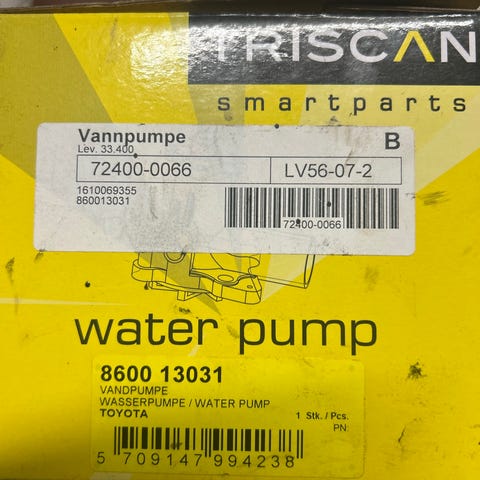 TRISCAN
smartparts
Vannpumpe
B
Lev. 33.400
72400-0066
LV56-07-2
1610069355
860013031
72400-0066
water pump
8600 13031
VANDPUMPE
WASSERPUMPE / WATER PUMP
TOYOTA
1 Stk. / Pcs.
PN:
5 709147 994238